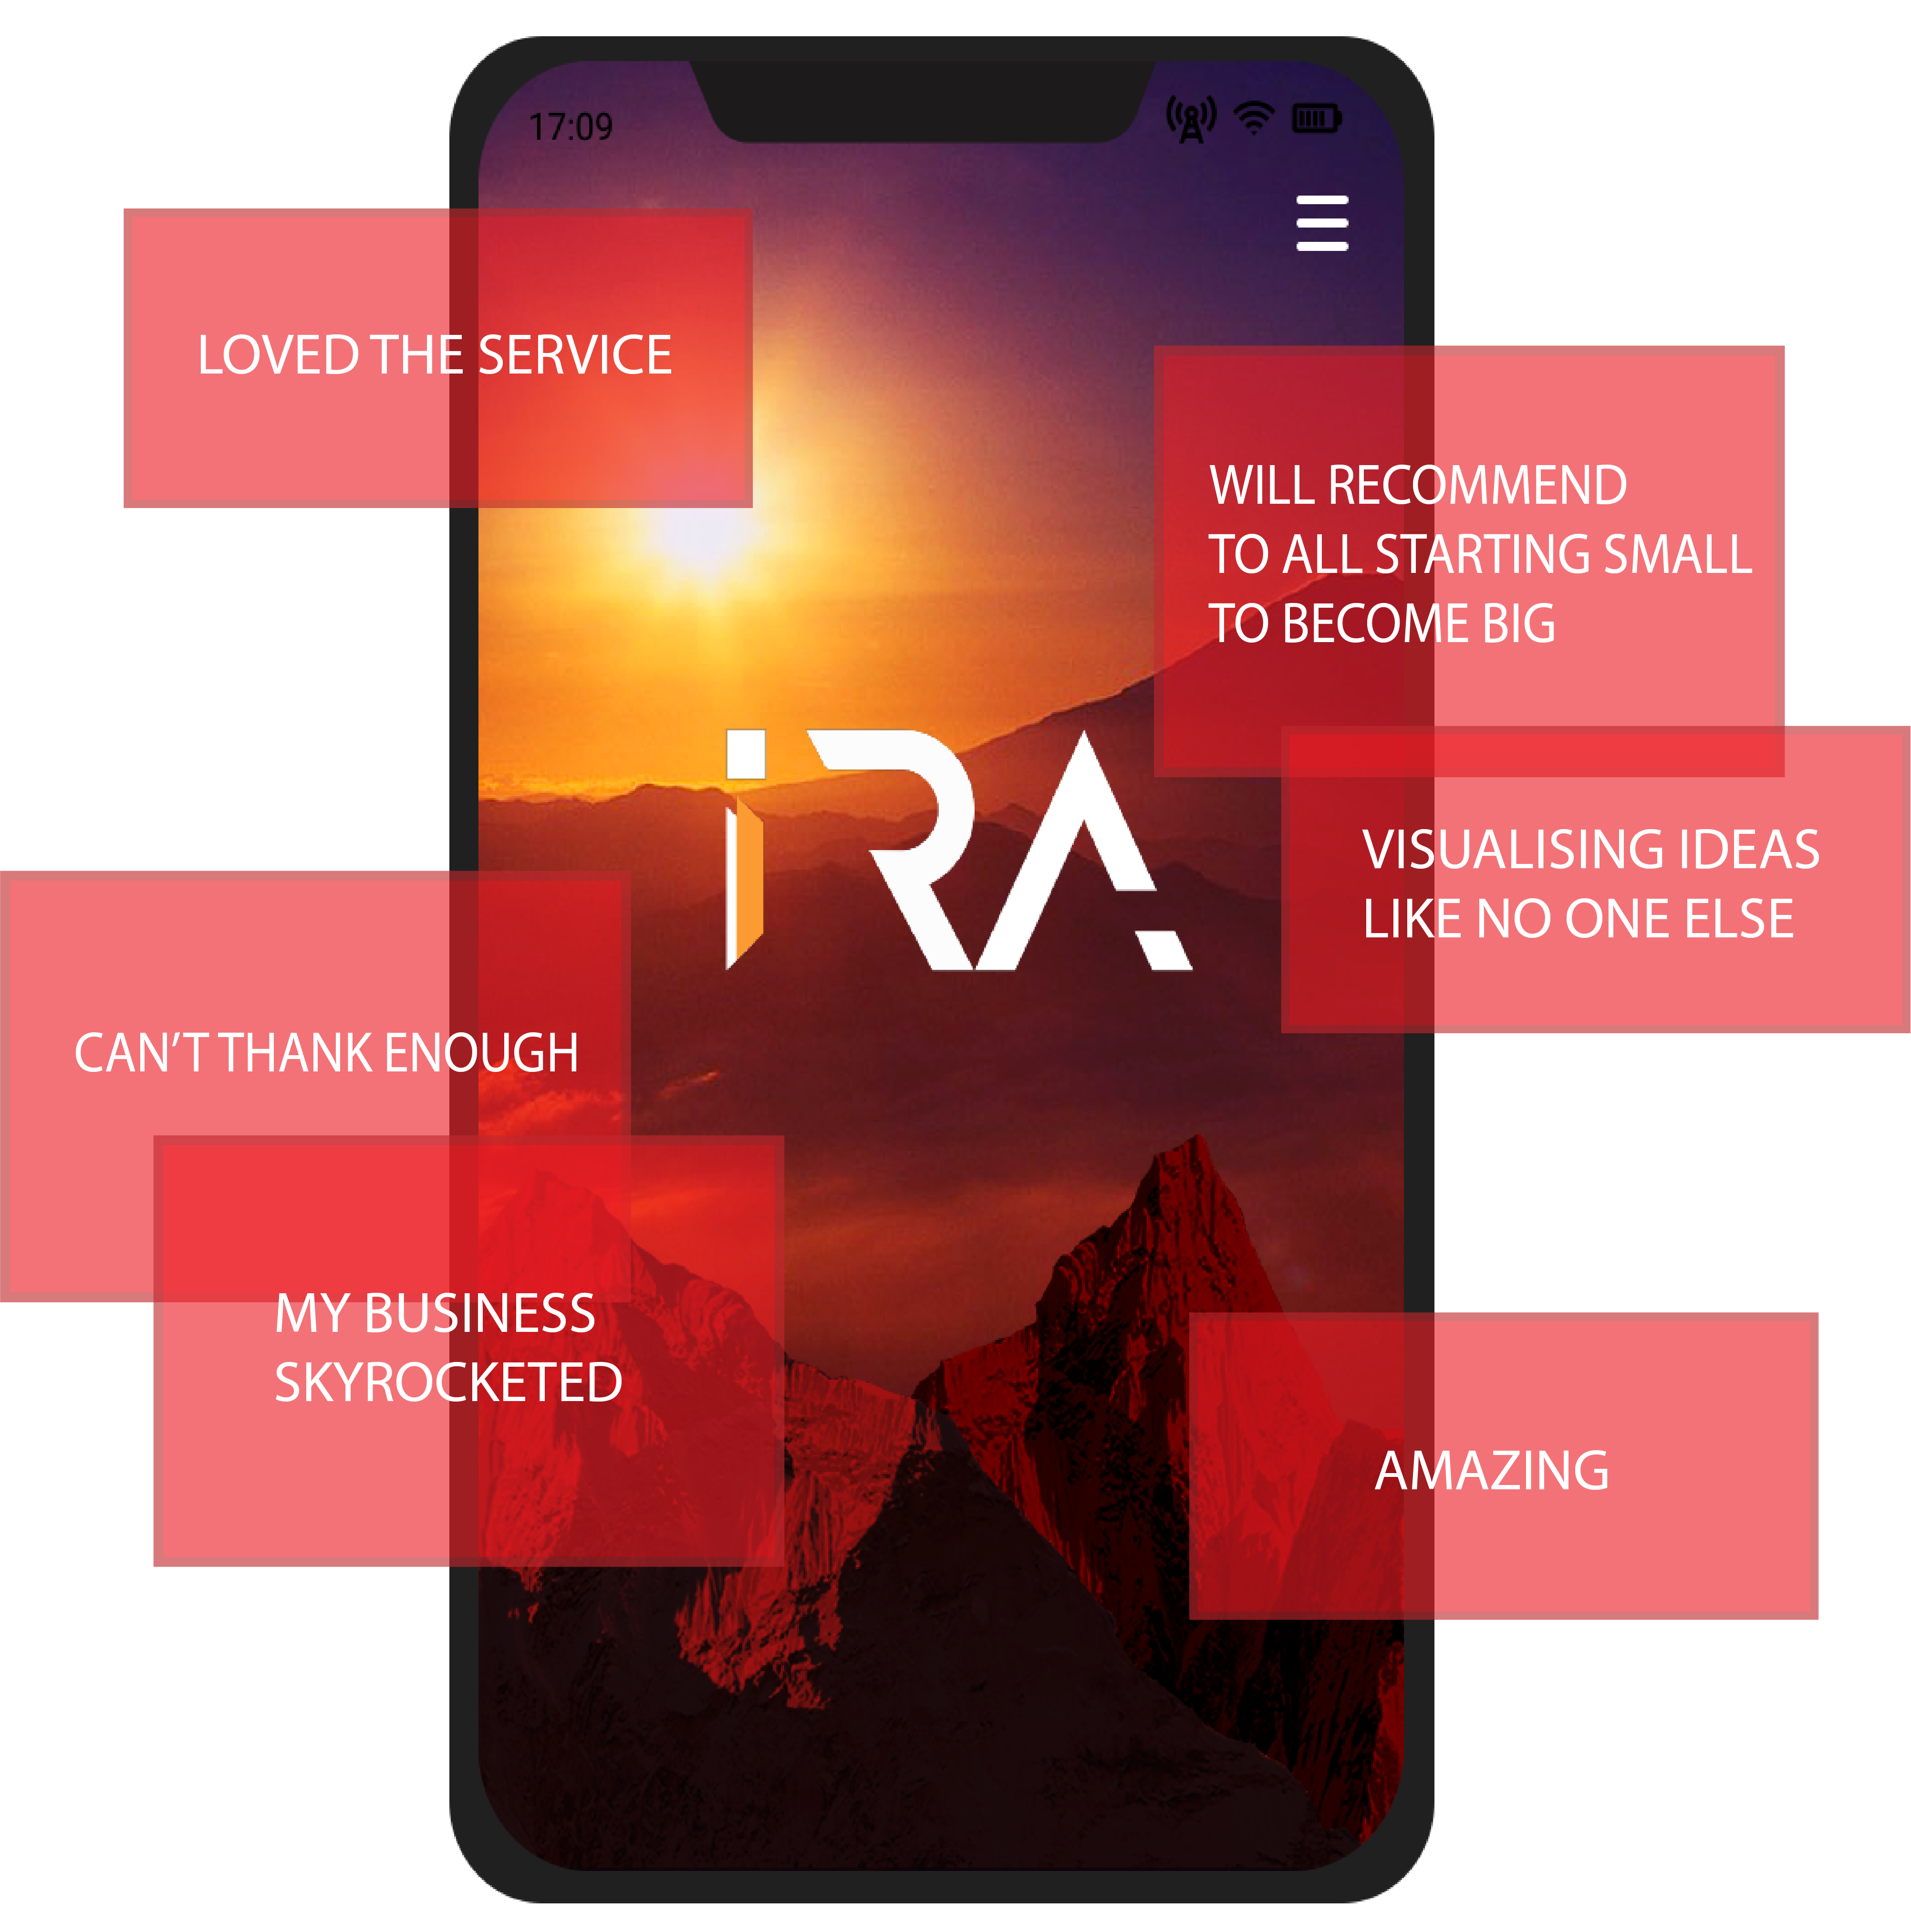 17:09
LOVED THE SERVICE
WILL RECOMMEND
TO ALL STARTING SMALL
TO BECOME BIG
iRA
VISUALISING IDEAS
LIKE NO ONE ELSE
CAN'T THANK ENOUGH
MY BUSINESS
SKYROCKETED
AMAZING